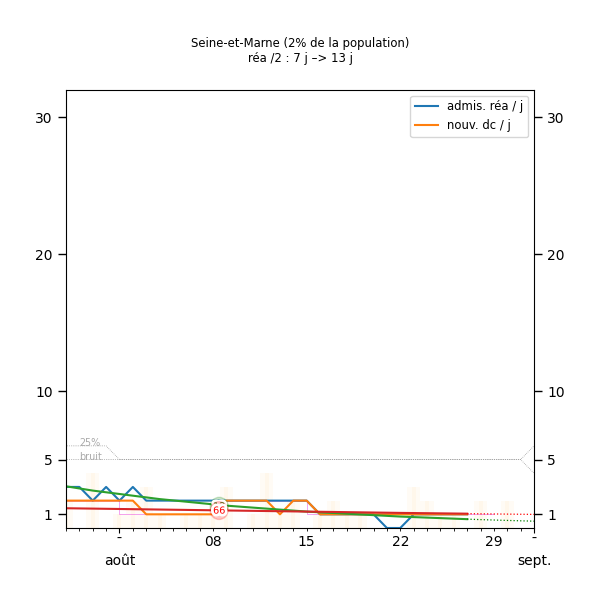 Seine-et-Marne (2% de la population)
réa /2 : 7 j –> 13 j
admis. réa / j
nouv. dc / j
30 30
20 20
10 10
25%
bruit
5 5
66
1 1
- 08 15 22 29 -
août sept.